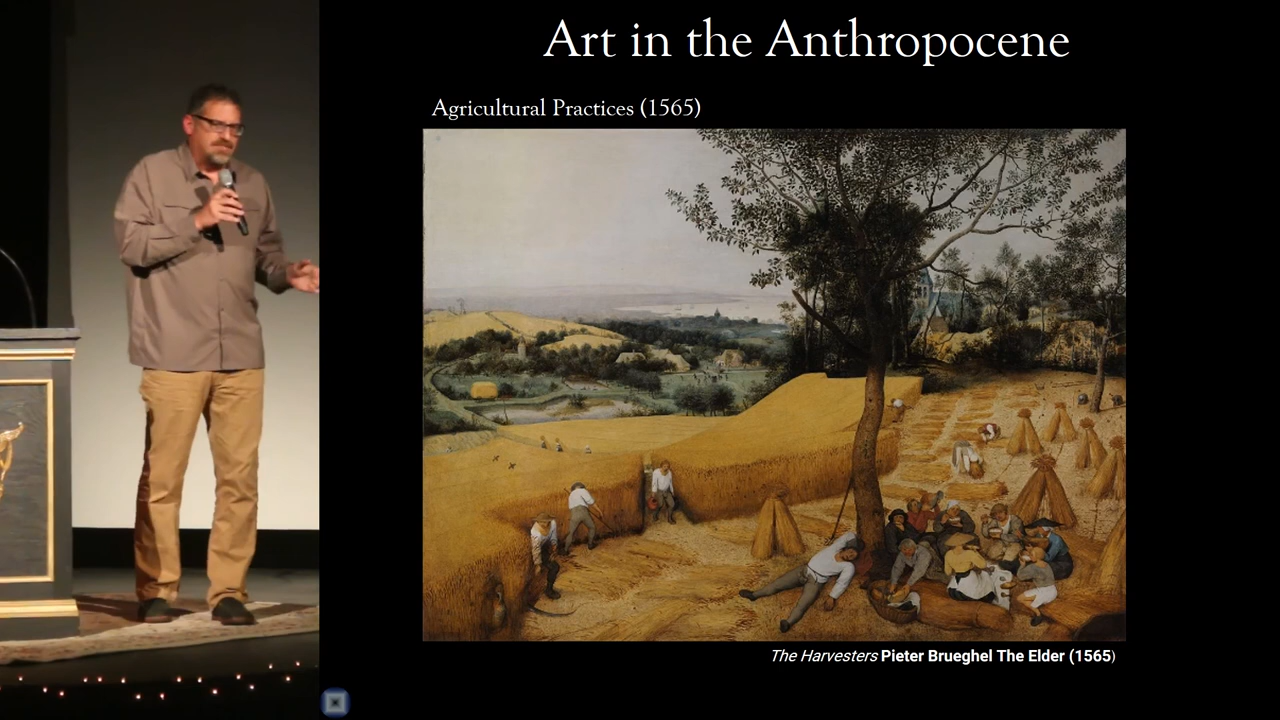 Art in the Anthropocene
Agricultural Practices (1565)
The Harvesters Pieter Brueghel The Elder (1565)